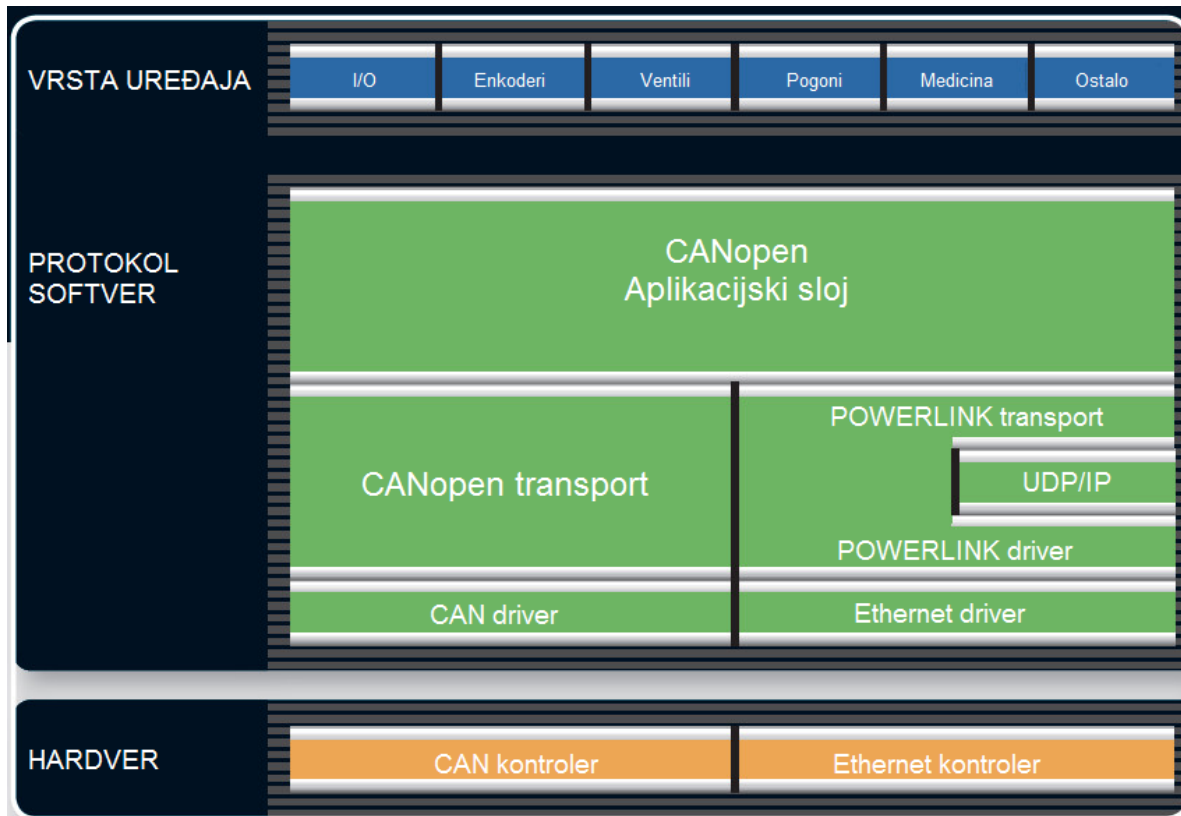 VRSTA UREĐAJA
I/O
Enkoderi
Ventili
Pogoni
Medicina
Ostalo
PROTOKOL
SOFTVER
CANopen
Aplikacijski sloj
CANopen transport
POWERLINK transport
UDP/IP
POWERLINK driver
CAN driver
Ethernet driver
HARDVER
CAN kontroler
Ethernet kontroler